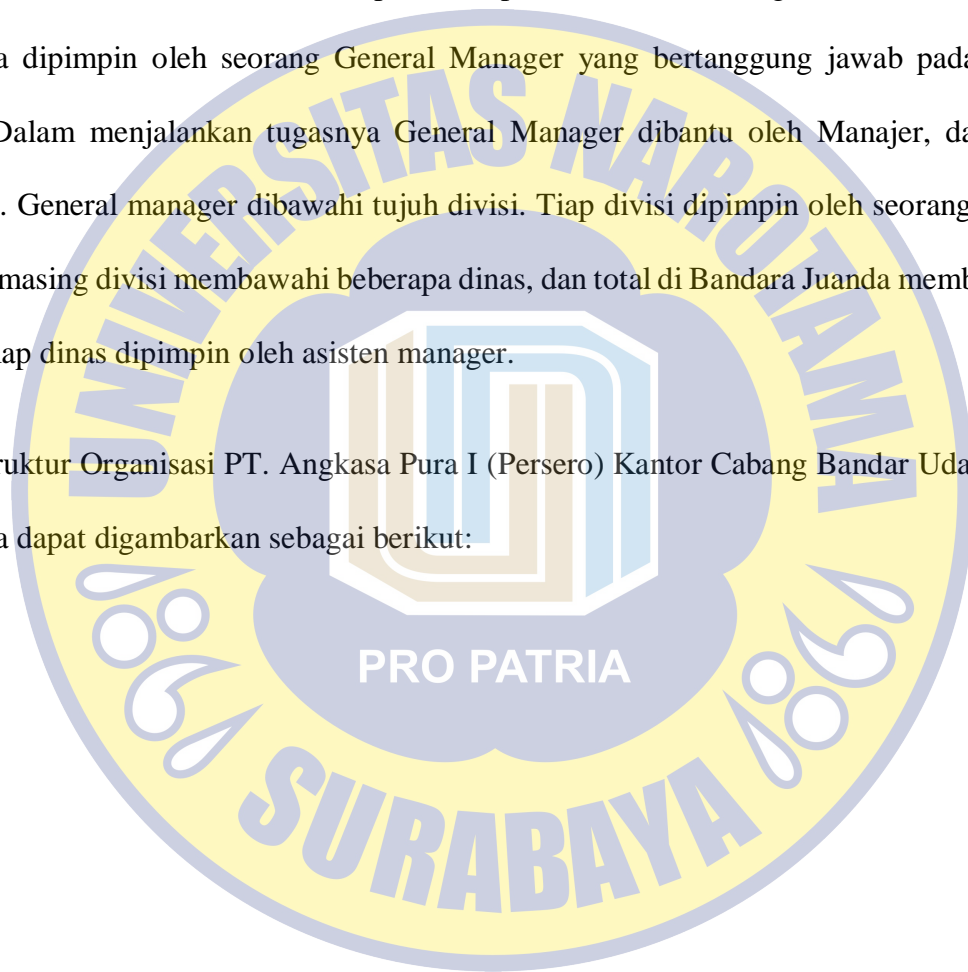 a dipimpin oleh seorang General Manager yang bertanggung jawab pada
Dalam menjalankan tugasnya General Manager dibantu oleh Manajer, da
. General manager dibawahi tujuh divisi. Tiap divisi dipimpin oleh seorang
masing divisi membawahi beberapa dinas, dan total di Bandara Juanda memb
ap dinas dipimpin oleh asisten manager.
ruktur Organisasi PT. Angkasa Pura I (Persero) Kantor Cabang Bandar Uda
a dapat digambarkan sebagai berikut:
UNIVERSITAS NAROTAMA
PRO PATRIA
SURABAYA